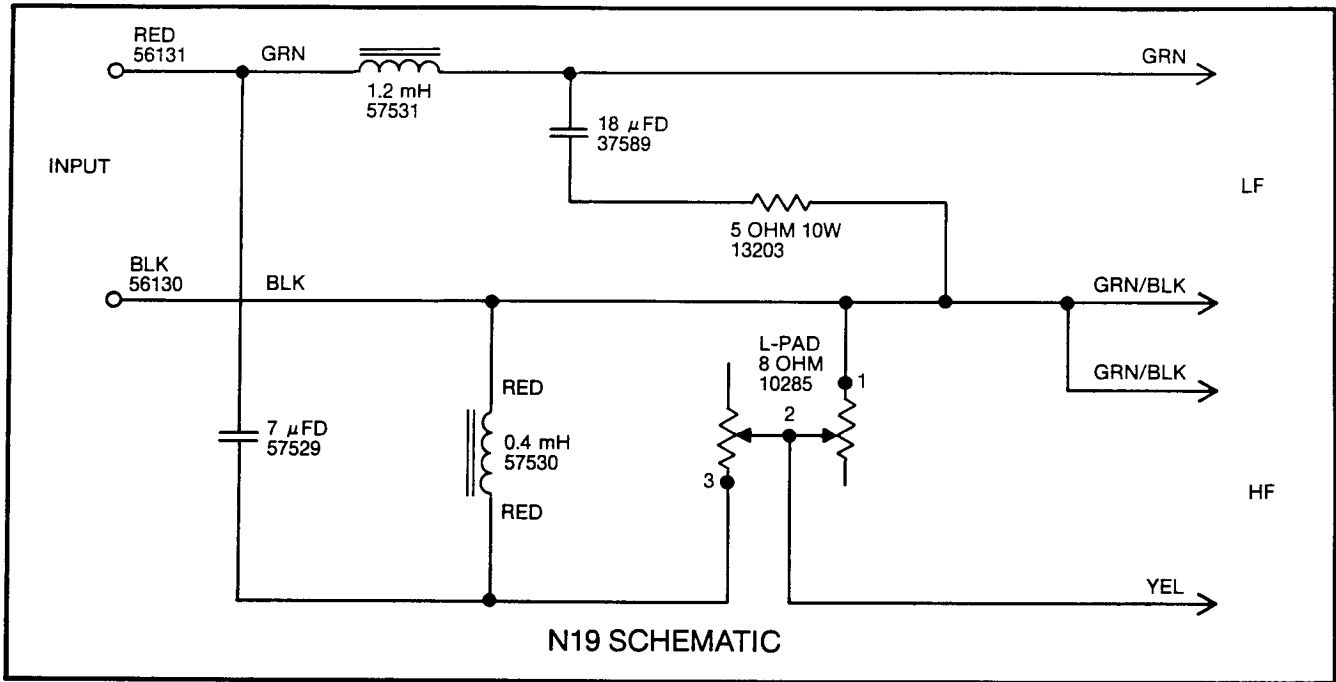 RED
56131
GRN
GRN
1.2 mH
57531
18 µFD
37589
INPUT
LF
5 OHM 10W
13203
BLK
56130
BLK
GRN/BLK
L-PAD
8 OHM
10285
1
GRN/BLK
RED
2
7 µFD
57529
0.4 mH
57530
3
RED
HF
YEL
N19 SCHEMATIC